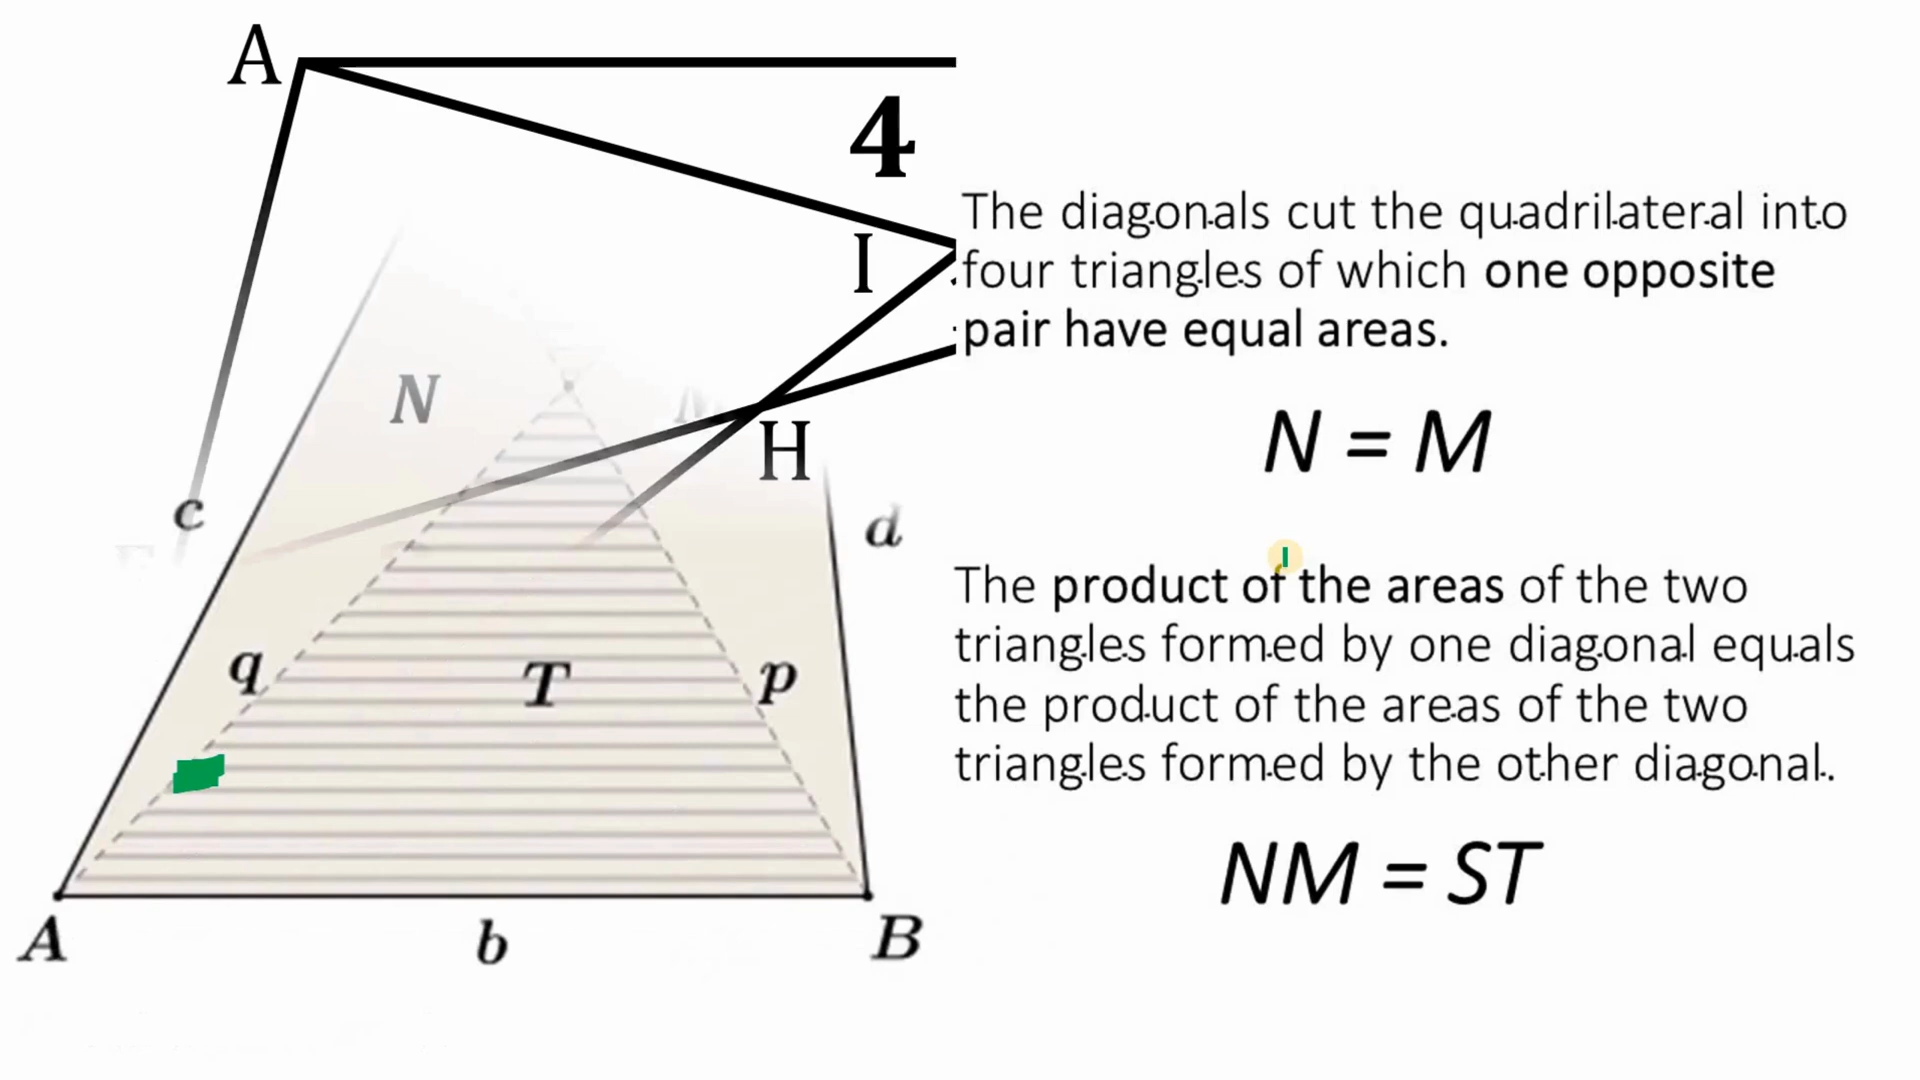 A
4
I
H
N
c
d
q
T
p
A
b
B
The diagonals cut the quadrilateral into
four triangles of which one opposite
pair have equal areas.
N = M
The product of the areas of the two
triangles formed by one diagonal equals
the product of the areas of the two
triangles formed by the other diagonal.
NM = ST